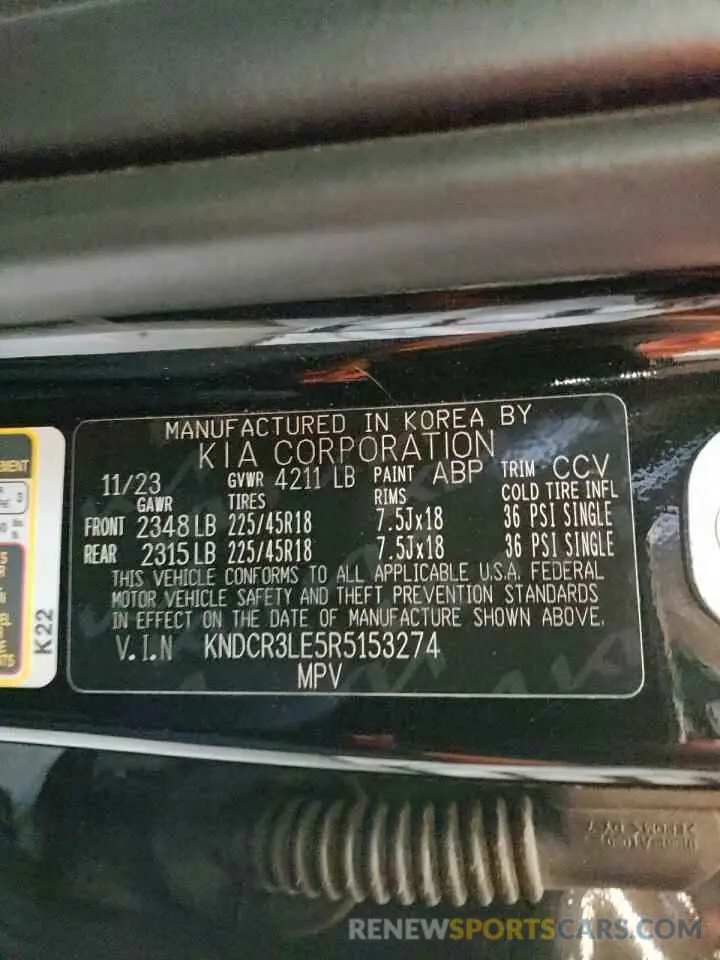 MANUFACTURED IN KOREA BY
KIA CORPORATION
11/23 GVWR 4211 LB PAINT ABP TRIM CCV
GAWR TIRES RIMS COLD TIRE INFL
FRONT 2348 LB 225/45R18 7.5Jx18 36 PSI SINGLE
REAR 2315 LB 225/45R18 7.5Jx18 36 PSI SINGLE
THIS VEHICLE CONFORMS TO ALL APPLICABLE U.S.A. FEDERAL
MOTOR VEHICLE SAFETY AND THEFT PREVENTION STANDARDS
IN EFFECT ON THE DATE OF MANUFACTURE SHOWN ABOVE.
V.I.N KNDCR3LE5R5153274
MPV
K22
RENEWSPORTSCARS.COM